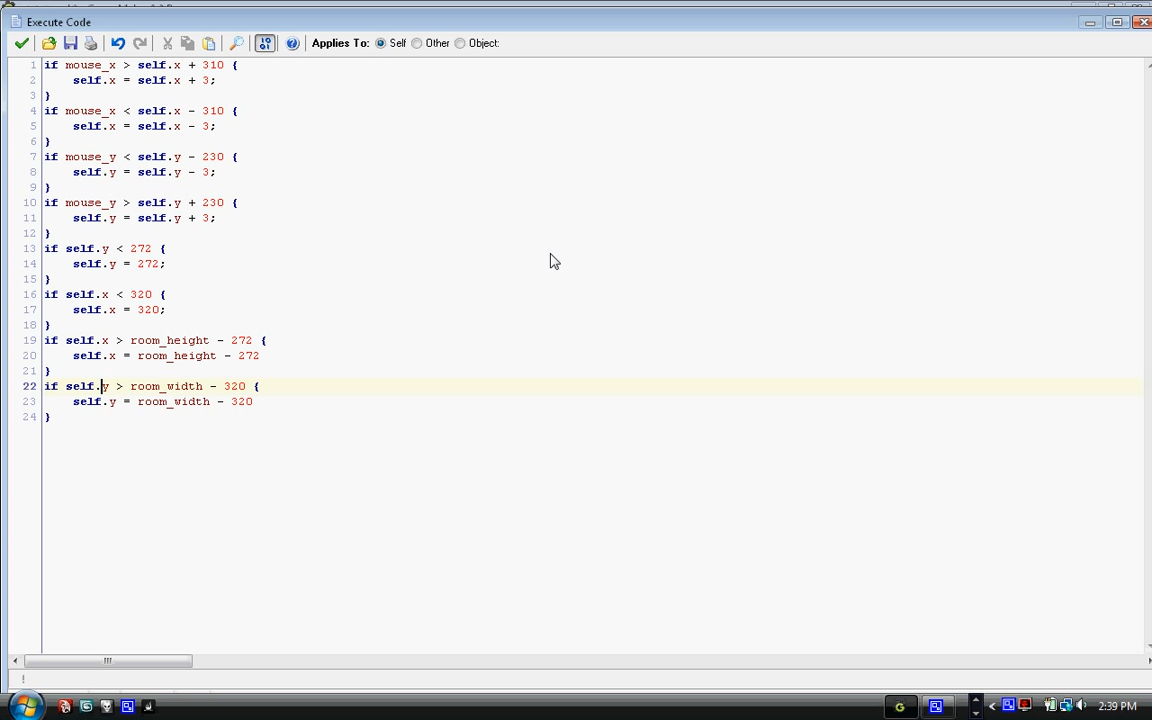 Execute Code
Applies To: Self Other Object:
1 if mouse_x > self.x + 310 {
2 self.x = self.x + 3;
3 }
4 if mouse_x < self.x - 310 {
5 self.x = self.x - 3;
6 }
7 if mouse_y < self.y - 230 {
8 self.y = self.y - 3;
9 }
10 if mouse_y > self.y + 230 {
11 self.y = self.y + 3;
12 }
13 if self.y < 272 {
14 self.y = 272;
15 }
16 if self.x < 320 {
17 self.x = 320;
18 }
19 if self.x > room_height - 272 {
20 self.x = room_height - 272
21 }
22 if self.y > room_width - 320 {
23 self.y = room_width - 320
24 }
2:39 PM